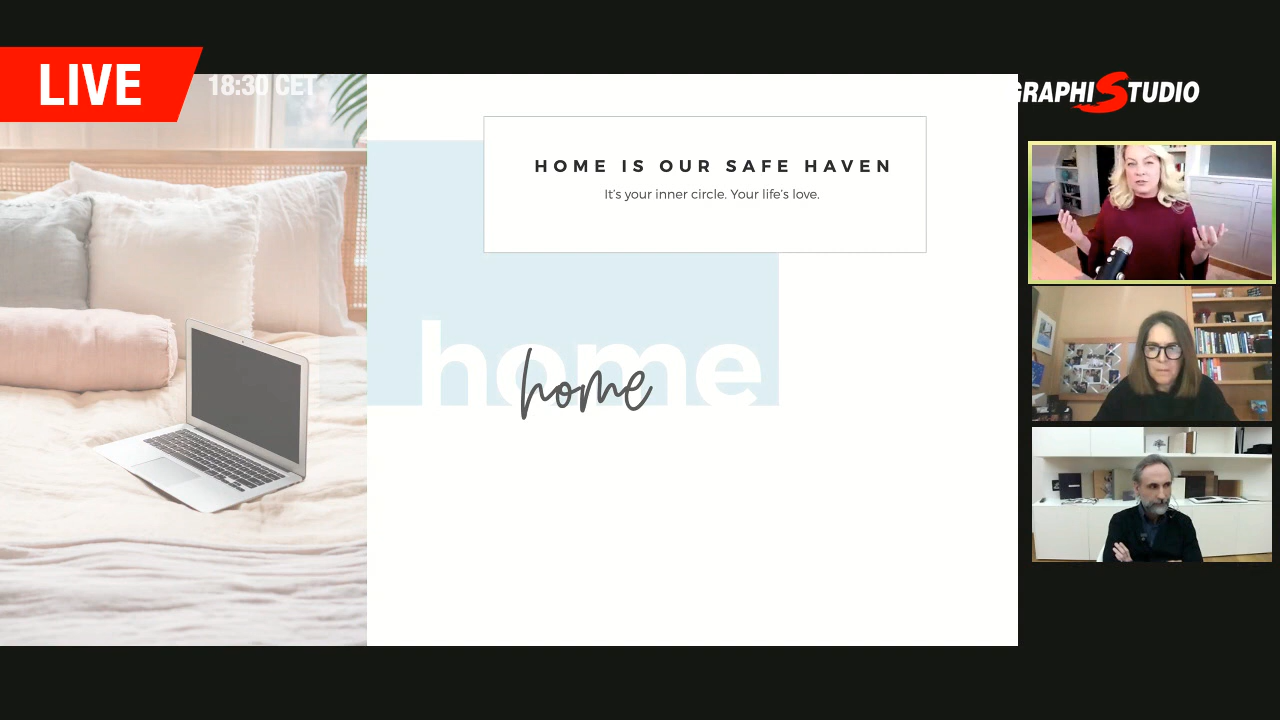 LIVE
18:30 CET
GRAPHISTUDIO
HOME IS OUR SAFE HAVEN
It's your inner circle. Your life's love.
home
home